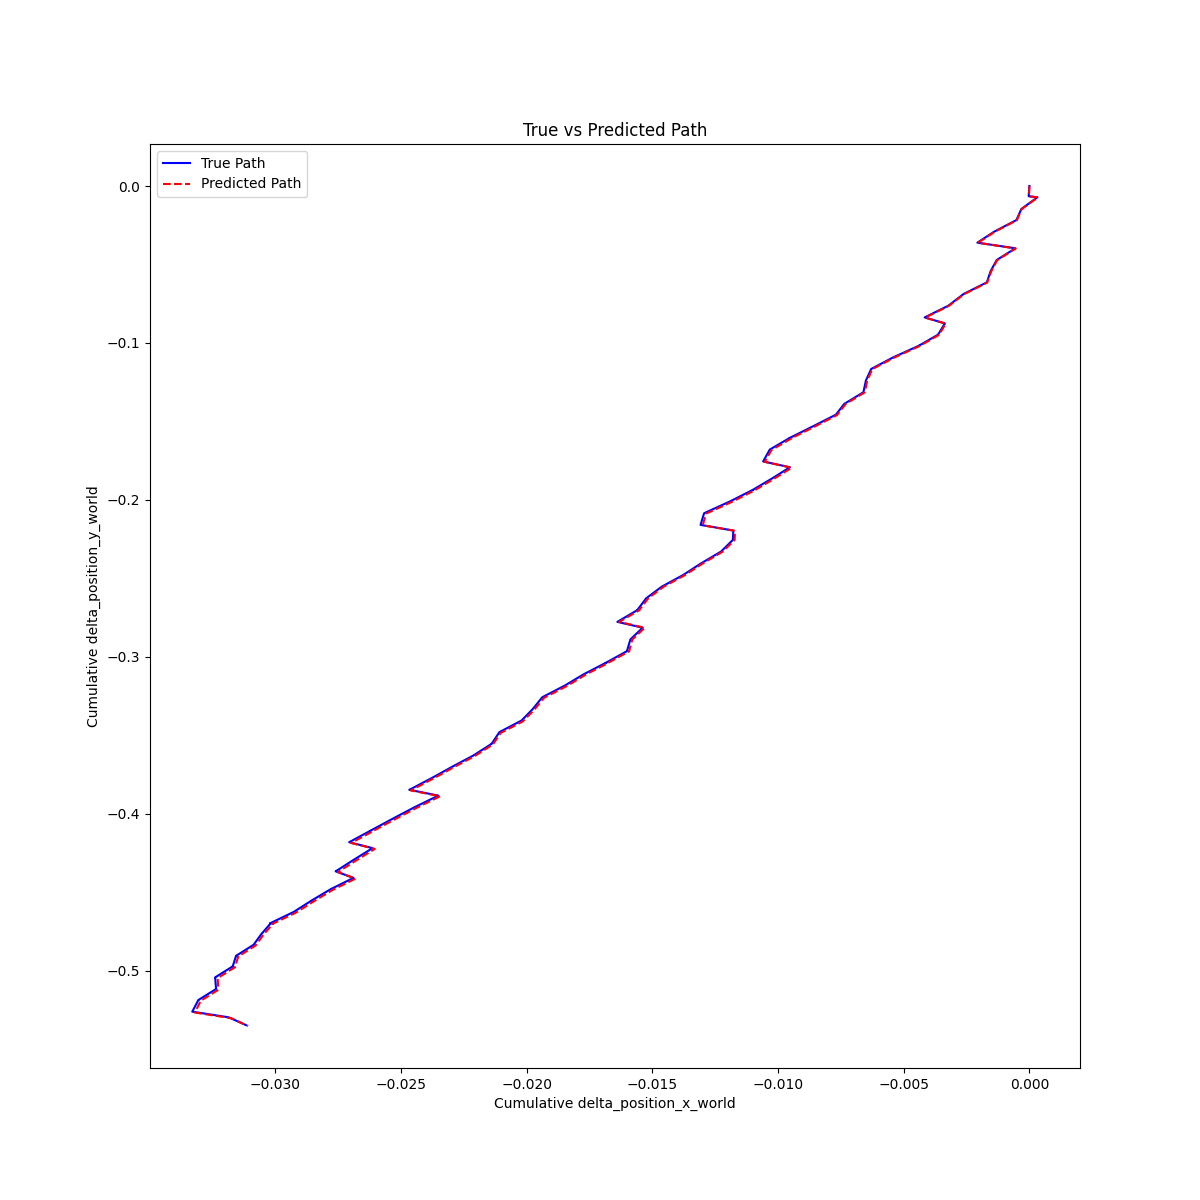 True vs Predicted Path
True Path
Predicted Path
0.0
−0.1
−0.2
−0.3
−0.4
−0.5
Cumulative delta_position_y_world
−0.030
−0.025
−0.020
−0.015
−0.010
−0.005
0.000
Cumulative delta_position_x_world